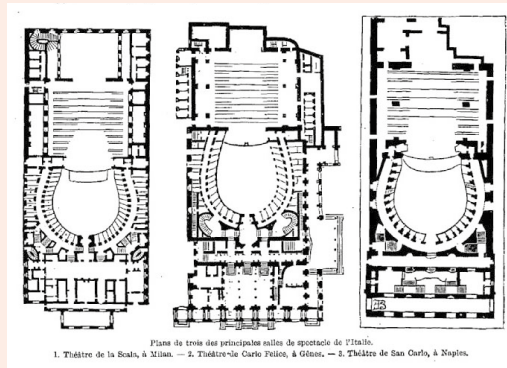 Plans de trois des principales salles de spectacle de l'Italie.
1. Théâtre de la Scala, à Milan. — 2. Théâtre de Carlo Felice, à Gênes. — 3. Théâtre de San Carlo, à Naples.